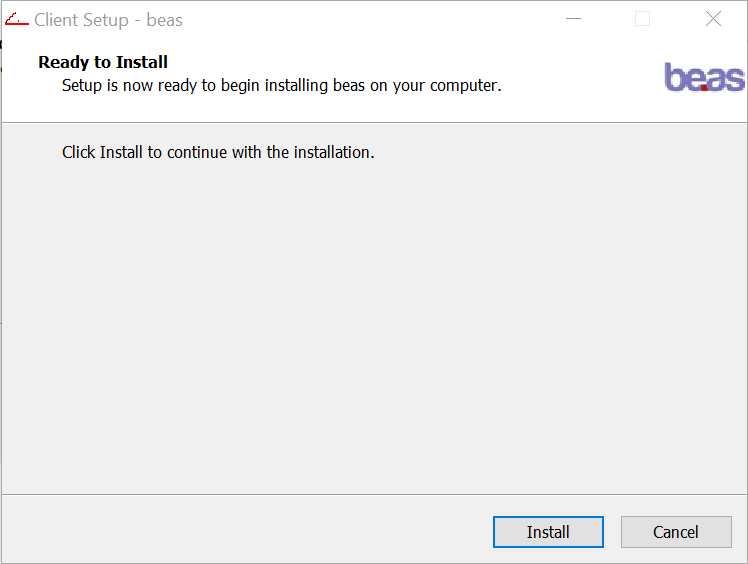 Client Setup - beas
Ready to Install
Setup is now ready to begin installing beas on your computer.
beas
Click Install to continue with the installation.
Install
Cancel